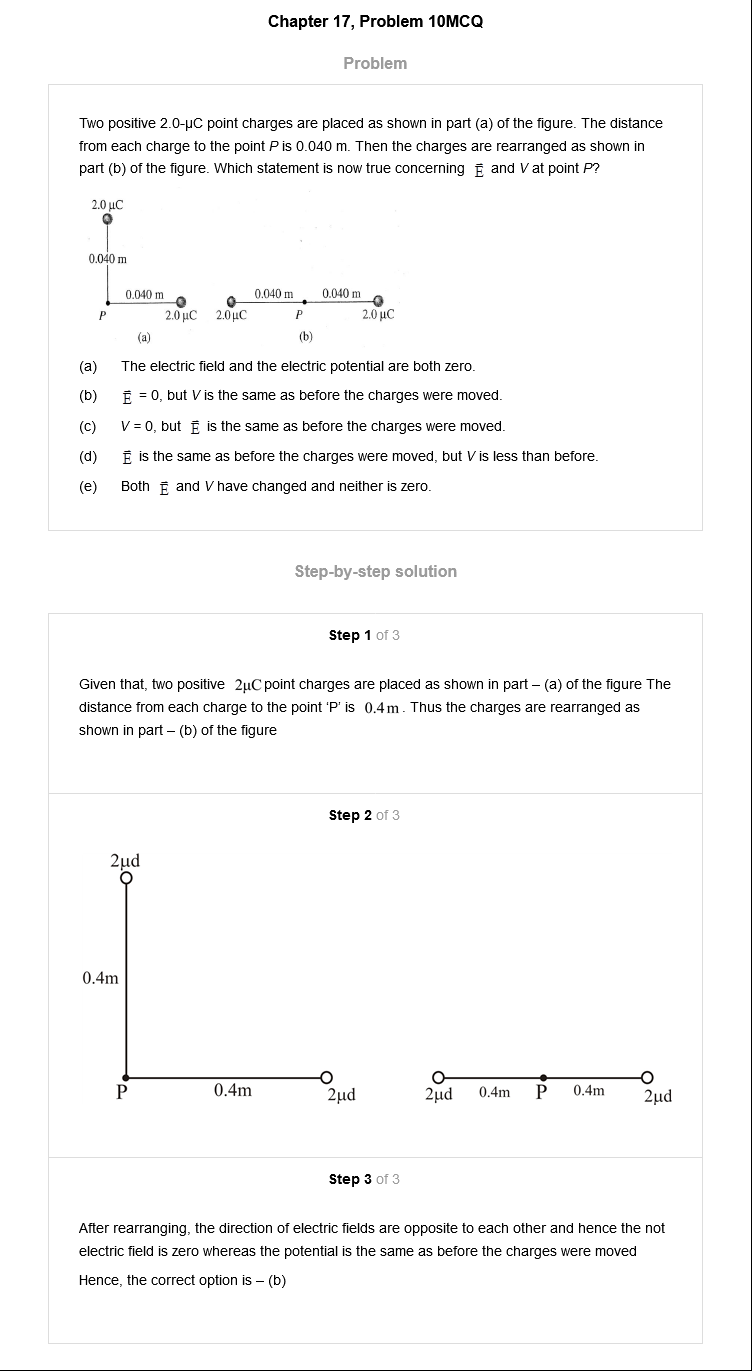 Chapter 17, Problem 10MCQ
Problem
Two positive 2.0-µC point charges are placed as shown in part (a) of the figure. The distance
from each charge to the point P is 0.040 m. Then the charges are rearranged as shown in
part (b) of the figure. Which statement is now true concerning E⃗ and V at point P?
2.0 µC
0.040 m
0.040 m
P
2.0 µC
(a)
0.040 m
0.040 m
2.0 µC
P
2.0 µC
(b)
(a) The electric field and the electric potential are both zero.
(b) E⃗ = 0, but V is the same as before the charges were moved.
(c) V = 0, but E⃗ is the same as before the charges were moved.
(d) E⃗ is the same as before the charges were moved, but V is less than before.
(e) Both E⃗ and V have changed and neither is zero.
Step-by-step solution
Step 1 of 3
Given that, two positive 2µC point charges are placed as shown in part – (a) of the figure The
distance from each charge to the point ‘P’ is 0.4 m . Thus the charges are rearranged as
shown in part – (b) of the figure
Step 2 of 3
2µd
0.4m
P
0.4m
2µd
2µd
0.4m
P
0.4m
2µd
Step 3 of 3
After rearranging, the direction of electric fields are opposite to each other and hence the not
electric field is zero whereas the potential is the same as before the charges were moved
Hence, the correct option is – (b)